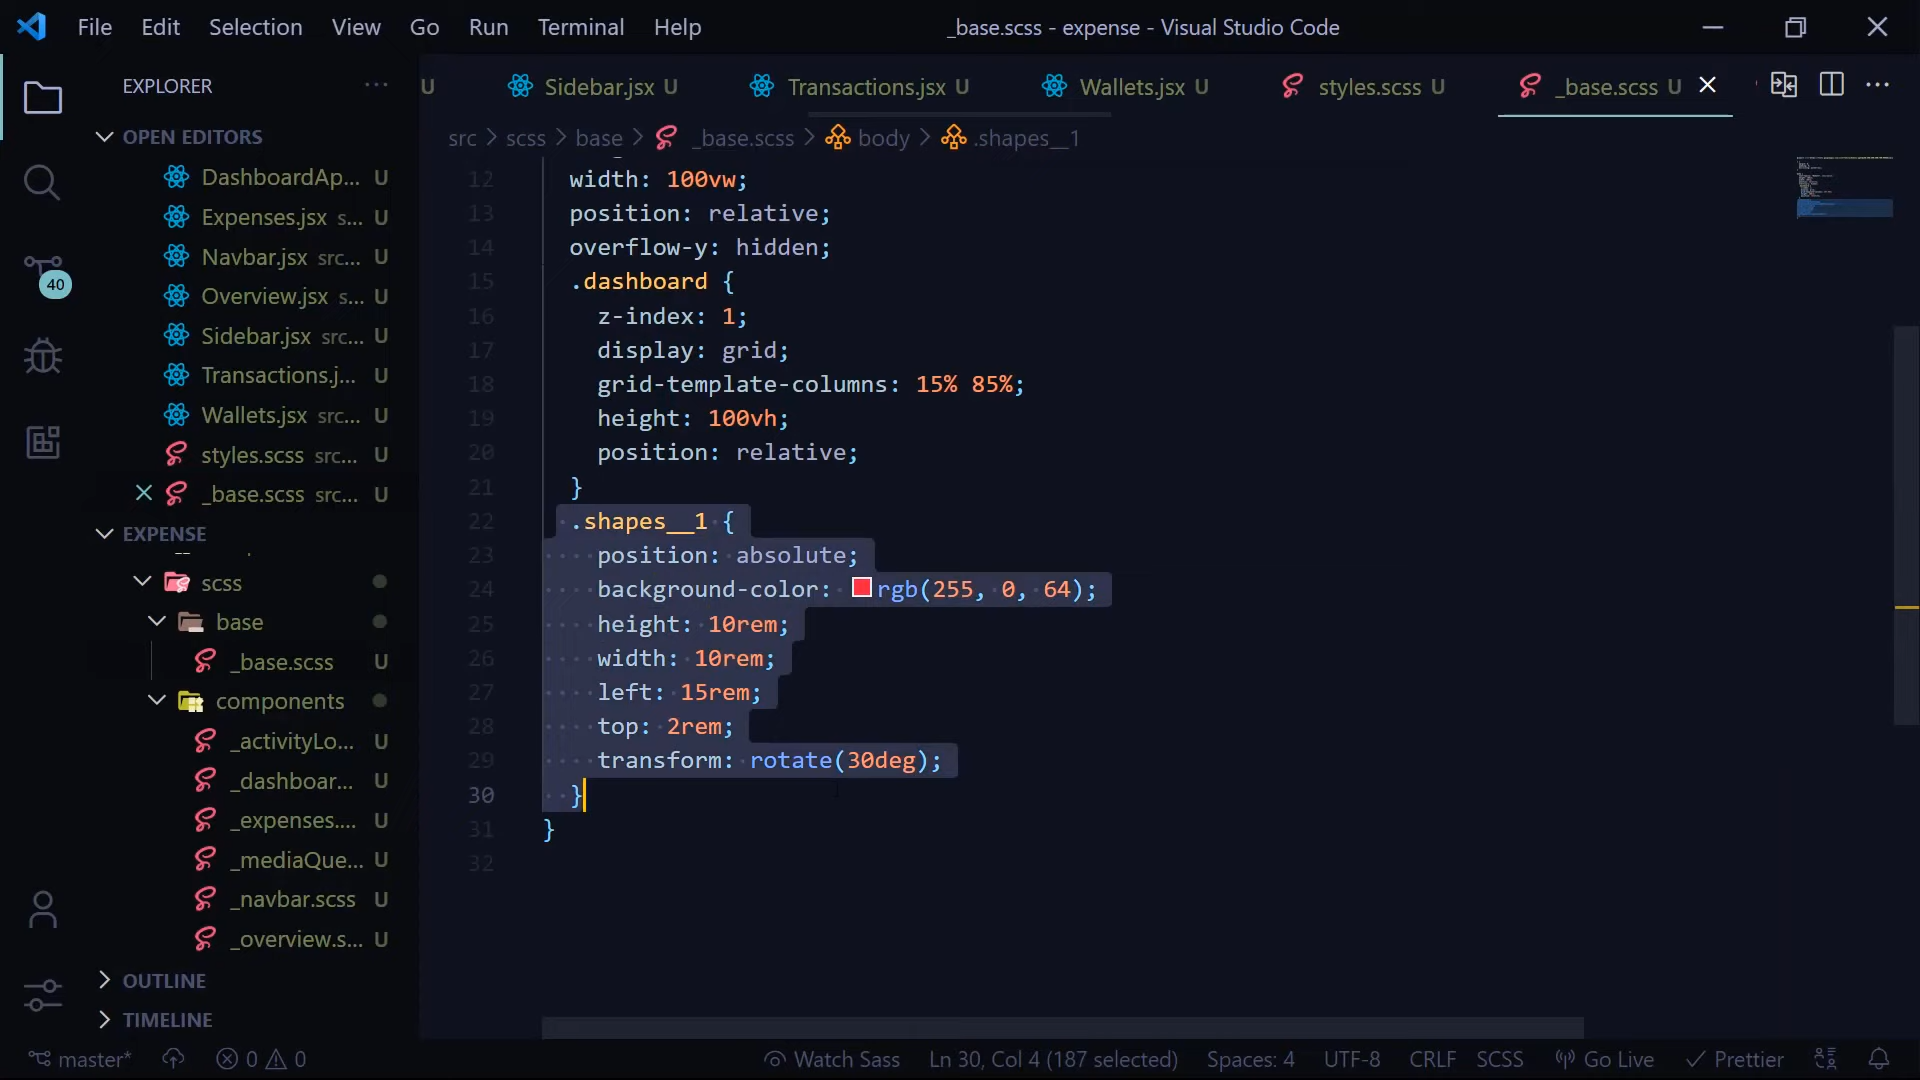 File Edit Selection View Go Run Terminal Help
_base.scss - expense - Visual Studio Code
EXPLORER
U Sidebar.jsx U Transactions.jsx U Wallets.jsx U styles.scss U _base.scss U
src > scss > base > _base.scss > body > .shapes__1
OPEN EDITORS
DashboardAp... U
Expenses.jsx s... U
Navbar.jsx src... U
Overview.jsx s... U
Sidebar.jsx src... U
Transactions.j... U
Wallets.jsx src... U
styles.scss src... U
_base.scss src... U
40
EXPENSE
scss
base
_base.scss U
components
_activityLo... U
_dashboar... U
_expenses.... U
_mediaQue... U
_navbar.scss U
_overview.s... U
OUTLINE
TIMELINE
12 width: 100vw;
13 position: relative;
14 overflow-y: hidden;
15 .dashboard {
16 z-index: 1;
17 display: grid;
18 grid-template-columns: 15% 85%;
19 height: 100vh;
20 position: relative;
21 }
22 .shapes__1 {
23 position: absolute;
24 background-color: rgb(255, 0, 64);
25 height: 10rem;
26 width: 10rem;
27 left: 15rem;
28 top: 2rem;
29 transform: rotate(30deg);
30 }
31 }
32
master* 0 0 Watch Sass Ln 30, Col 4 (187 selected) Spaces: 4 UTF-8 CRLF SCSS Go Live Prettier